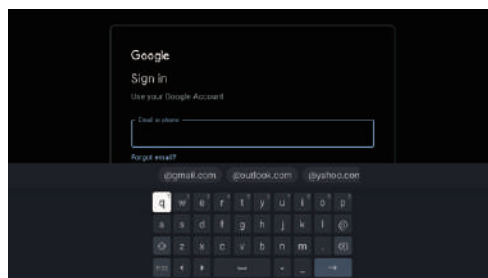 Google
Sign in
Use your Google Account
Email or phone
Forgot email?
@gmail.com @outlook.com @yahoo.com
q w e r t y u i o p
a s d f g h j k l @
z x c v b n m .